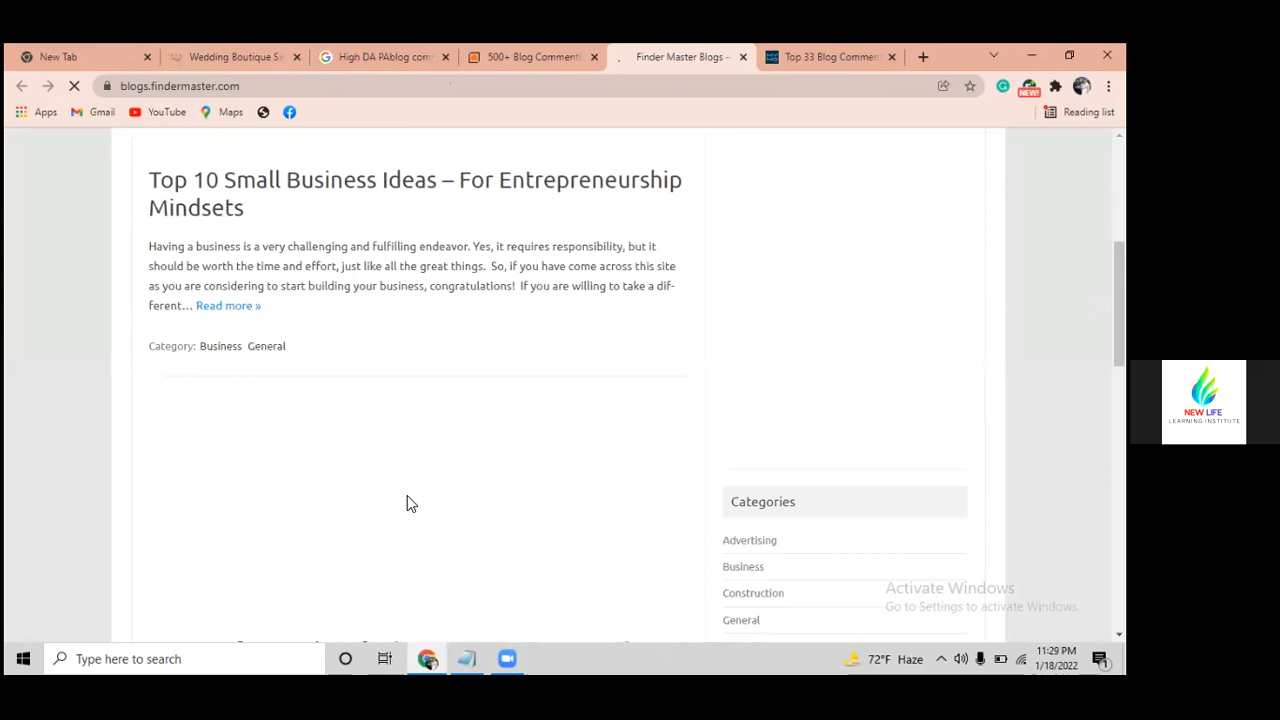 New Tab
Wedding Boutique Si
High DA PAblog com
500+ Blog Commenti
Finder Master Blogs –
Top 33 Blog Commen
blogs.findermaster.com
NEW!
Apps
Gmail
YouTube
Maps
Reading list
Top 10 Small Business Ideas – For Entrepreneurship
Mindsets
Having a business is a very challenging and fulfilling endeavor. Yes, it requires responsibility, but it
should be worth the time and effort, just like all the great things. So, if you have come across this site
as you are considering to start building your business, congratulations! If you are willing to take a dif-
ferent… Read more »
Category: Business General
Categories
Advertising
Business
Construction
General
Activate Windows
Go to Settings to activate Windows.
NEW LIFE
LEARNING INSTITUTE
Type here to search
72°F Haze
11:29 PM
1/18/2022
1